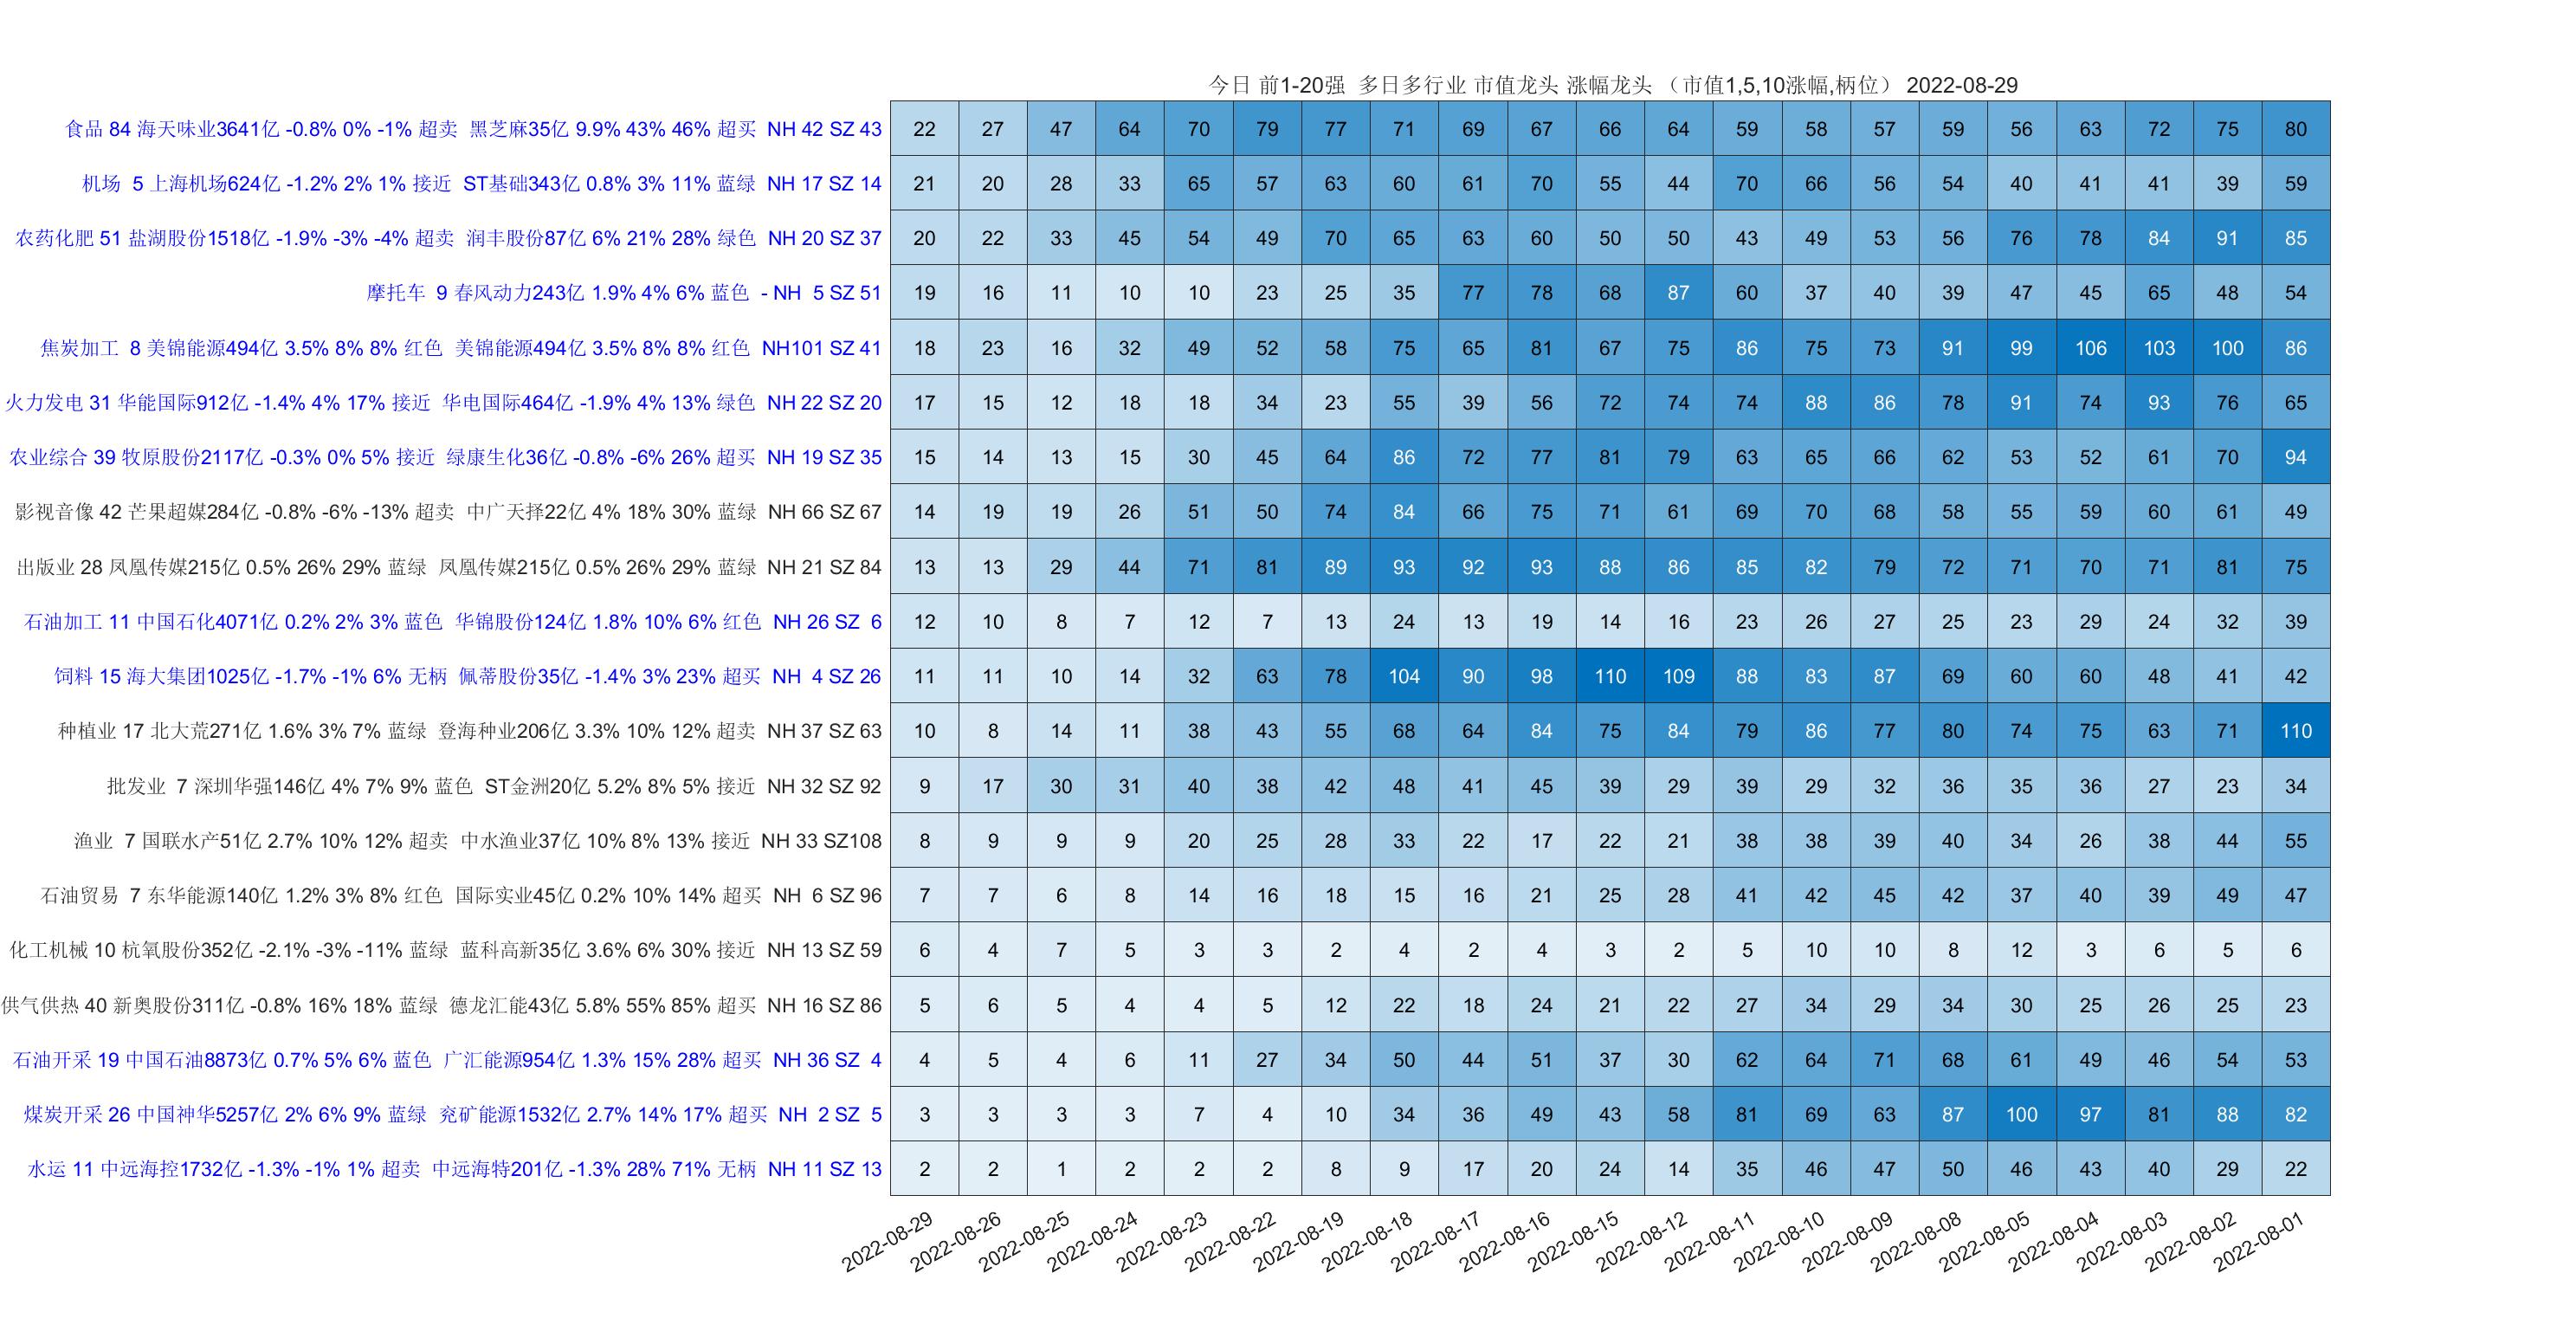 今日 前1-20强 多日多行业 市值龙头 涨幅龙头 （市值1,5,10涨幅,柄位） 2022-08-29
食品 84 海天味业3641亿 -0.8% 0% -1% 超卖 黑芝麻35亿 9.9% 43% 46% 超买 NH 42 SZ 43 22 27 47 64 70 79 77 71 69 67 66 64 59 58 57 59 56 63 72 75 80
机场 5 上海机场624亿 -1.2% 2% 1% 接近 ST基础343亿 0.8% 3% 11% 蓝绿 NH 17 SZ 14 21 20 28 33 65 57 63 60 61 70 55 44 70 66 56 54 40 41 41 39 59
农药化肥 51 盐湖股份1518亿 -1.9% -3% -4% 超卖 润丰股份87亿 6% 21% 28% 绿色 NH 20 SZ 37 20 22 33 45 54 49 70 65 63 60 50 50 43 49 53 56 76 78 84 91 85
摩托车 9 春风动力243亿 1.9% 4% 6% 蓝色 - NH 5 SZ 51 19 16 11 10 10 23 25 35 77 78 68 87 60 37 40 39 47 45 65 48 54
焦炭加工 8 美锦能源494亿 3.5% 8% 8% 红色 美锦能源494亿 3.5% 8% 8% 红色 NH101 SZ 41 18 23 16 32 49 52 58 75 65 81 67 75 86 75 73 91 99 106 103 100 86
火力发电 31 华能国际912亿 -1.4% 4% 17% 接近 华电国际464亿 -1.9% 4% 13% 绿色 NH 22 SZ 20 17 15 12 18 18 34 23 55 39 56 72 74 74 88 86 78 91 74 93 76 65
农业综合 39 牧原股份2117亿 -0.3% 0% 5% 接近 绿康生化36亿 -0.8% -6% 26% 超买 NH 19 SZ 35 15 14 13 15 30 45 64 86 72 77 81 79 63 65 66 62 53 52 61 70 94
影视音像 42 芒果超媒284亿 -0.8% -6% -13% 超卖 中广天择22亿 4% 18% 30% 蓝绿 NH 66 SZ 67 14 19 19 26 51 50 74 84 66 75 71 61 69 70 68 58 55 59 60 61 49
出版业 28 凤凰传媒215亿 0.5% 26% 29% 蓝绿 凤凰传媒215亿 0.5% 26% 29% 蓝绿 NH 21 SZ 84 13 13 29 44 71 81 89 93 92 93 88 86 85 82 79 72 71 70 71 81 75
石油加工 11 中国石化4071亿 0.2% 2% 3% 蓝色 华锦股份124亿 1.8% 10% 6% 红色 NH 26 SZ 6 12 10 8 7 12 7 13 24 13 19 14 16 23 26 27 25 23 29 24 32 39
饲料 15 海大集团1025亿 -1.7% -1% 6% 无柄 佩蒂股份35亿 -1.4% 3% 23% 超买 NH 4 SZ 26 11 11 10 14 32 63 78 104 90 98 110 109 88 83 87 69 60 60 48 41 42
种植业 17 北大荒271亿 1.6% 3% 7% 蓝绿 登海种业206亿 3.3% 10% 12% 超卖 NH 37 SZ 63 10 8 14 11 38 43 55 68 64 84 75 84 79 86 77 80 74 75 63 71 110
批发业 7 深圳华强146亿 4% 7% 9% 蓝色 ST金洲20亿 5.2% 8% 5% 接近 NH 32 SZ 92 9 17 30 31 40 38 42 48 41 45 39 29 39 29 32 36 35 36 27 23 34
渔业 7 国联水产51亿 2.7% 10% 12% 超卖 中水渔业37亿 10% 8% 13% 接近 NH 33 SZ108 8 9 9 9 20 25 28 33 22 17 22 21 38 38 39 40 34 26 38 44 55
石油贸易 7 东华能源140亿 1.2% 3% 8% 红色 国际实业45亿 0.2% 10% 14% 超买 NH 6 SZ 96 7 7 6 8 14 16 18 15 16 21 25 28 41 42 45 42 37 40 39 49 47
化工机械 10 杭氧股份352亿 -2.1% -3% -11% 蓝绿 蓝科高新35亿 3.6% 6% 30% 接近 NH 13 SZ 59 6 4 7 5 3 3 2 4 2 4 3 2 5 10 10 8 12 3 6 5 6
供气供热 40 新奥股份311亿 -0.8% 16% 18% 蓝绿 德龙汇能43亿 5.8% 55% 85% 超买 NH 16 SZ 86 5 6 5 4 4 5 12 22 18 24 21 22 27 34 29 34 30 25 26 25 23
石油开采 19 中国石油8873亿 0.7% 5% 6% 蓝色 广汇能源954亿 1.3% 15% 28% 超买 NH 36 SZ 4 4 5 4 6 11 27 34 50 44 51 37 30 62 64 71 68 61 49 46 54 53
煤炭开采 26 中国神华5257亿 2% 6% 9% 蓝绿 兖矿能源1532亿 2.7% 14% 17% 超买 NH 2 SZ 5 3 3 3 3 7 4 10 34 36 49 43 58 81 69 63 87 100 97 81 88 82
水运 11 中远海控1732亿 -1.3% -1% 1% 超卖 中远海特201亿 -1.3% 28% 71% 无柄 NH 11 SZ 13 2 2 1 2 2 2 8 9 17 20 24 14 35 46 47 50 46 43 40 29 22
2022-08-29 2022-08-26 2022-08-25 2022-08-24 2022-08-23 2022-08-22 2022-08-19 2022-08-18 2022-08-17 2022-08-16 2022-08-15 2022-08-12 2022-08-11 2022-08-10 2022-08-09 2022-08-08 2022-08-05 2022-08-04 2022-08-03 2022-08-02 2022-08-01